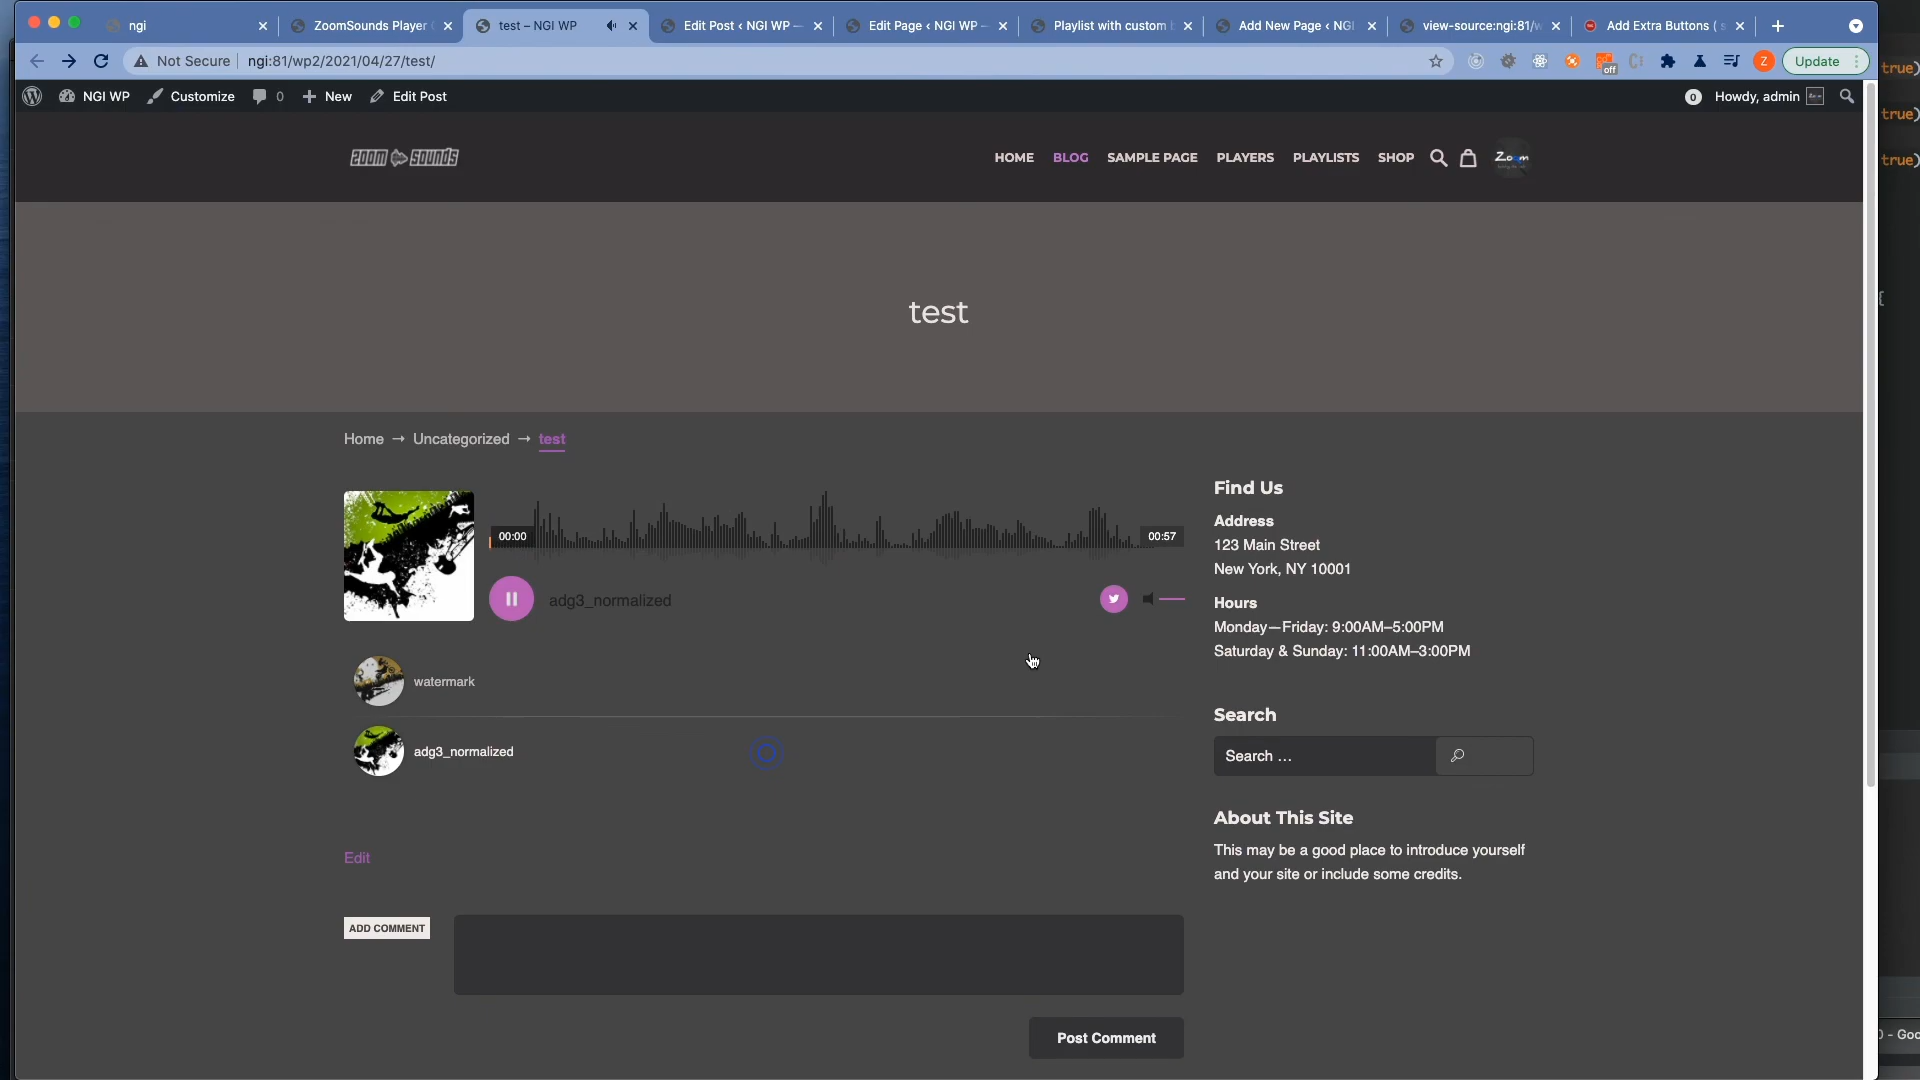 ngi
ZoomSounds Player
test – NGI WP
Edit Post ‹ NGI WP —
Edit Page ‹ NGI WP —
Playlist with custom
Add New Page ‹ NGI
view-source:ngi:81/w
Add Extra Buttons (
Not Secure
ngi:81/wp2/2021/04/27/test/
off
Z
Update
true)
NGI WP
Customize
0
New
Edit Post
0
Howdy, admin
true)
zoom sounds
HOME
BLOG
SAMPLE PAGE
PLAYERS
PLAYLISTS
SHOP
Zoom
true)
test
{
Home → Uncategorized → test
00:00
00:57
adg3_normalized
watermark
adg3_normalized
Edit
ADD COMMENT
Post Comment
Find Us
Address
123 Main Street
New York, NY 10001
Hours
Monday—Friday: 9:00AM–5:00PM
Saturday & Sunday: 11:00AM–3:00PM
Search
Search …
About This Site
This may be a good place to introduce yourself
and your site or include some credits.
- Goo